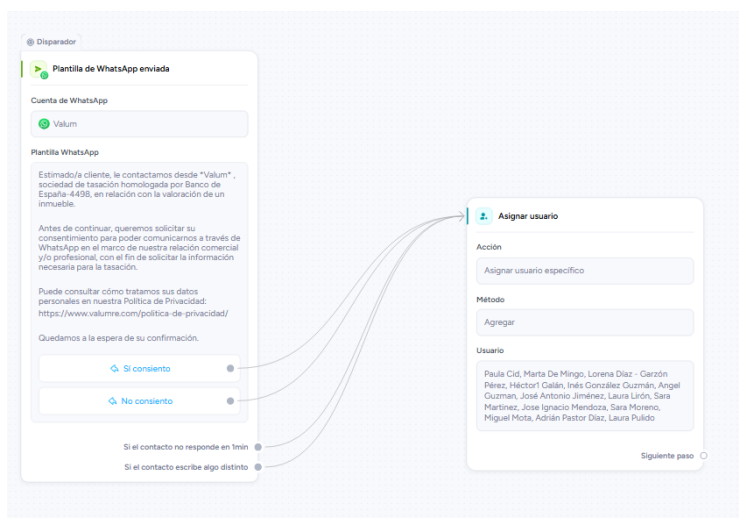 Disparador
Plantilla de WhatsApp enviada
Cuenta de WhatsApp
Valum
Plantilla WhatsApp
Estimado/a cliente, le contactamos desde *Valum* ,
sociedad de tasación homologada por Banco de
España-4498, en relación con la valoración de un
inmueble.
Antes de continuar, queremos solicitar su
consentimiento para poder comunicarnos a través de
WhatsApp en el marco de nuestra relación comercial
y/o profesional, con el fin de solicitar la información
necesaria para la tasación.
Puede consultar cómo tratamos sus datos
personales en nuestra Política de Privacidad:
https://www.valumre.com/politica-de-privacidad/
Quedamos a la espera de su confirmación.
Sí consiento
No consiento
Si el contacto no responde en 1min
Si el contacto escribe algo distinto
Asignar usuario
Acción
Asignar usuario específico
Método
Agregar
Usuario
Paula Cid, Marta De Mingo, Lorena Díaz - Garzón
Pérez, Héctor1 Galán, Inés González Guzmán, Angel
Guzman, José Antonio Jiménez, Laura Lirón, Sara
Martinez, Jose Ignacio Mendoza, Sara Moreno,
Miguel Mota, Adrián Pastor Díaz, Laura Pulido
Siguiente paso